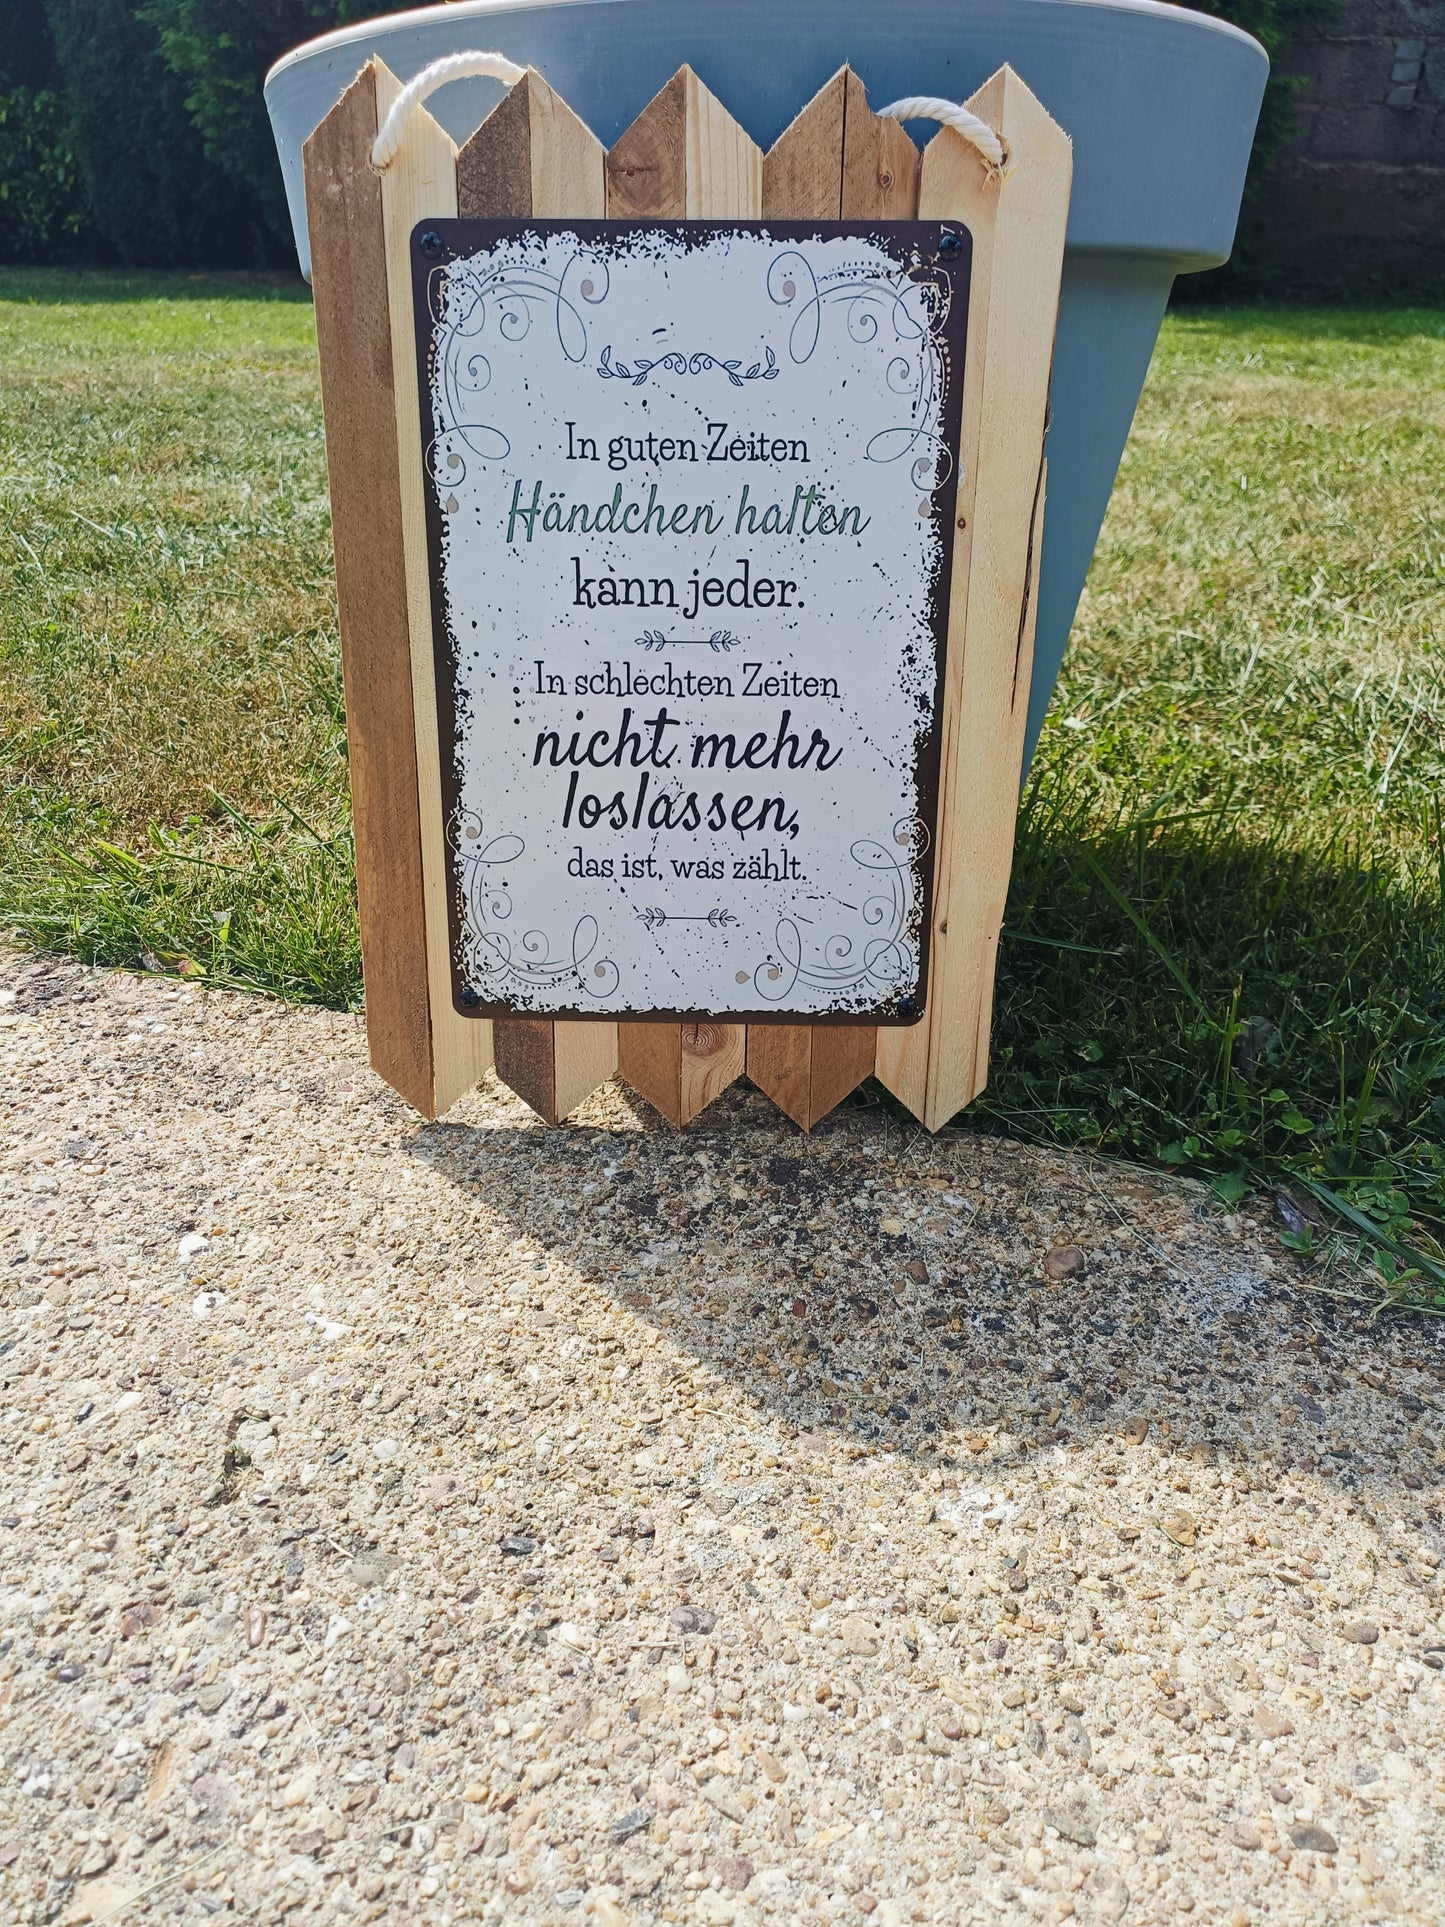 In guten Zeiten
Händchen halten
kann jeder.
In schlechten Zeiten
nicht mehr
loslassen,
das ist, was zählt.